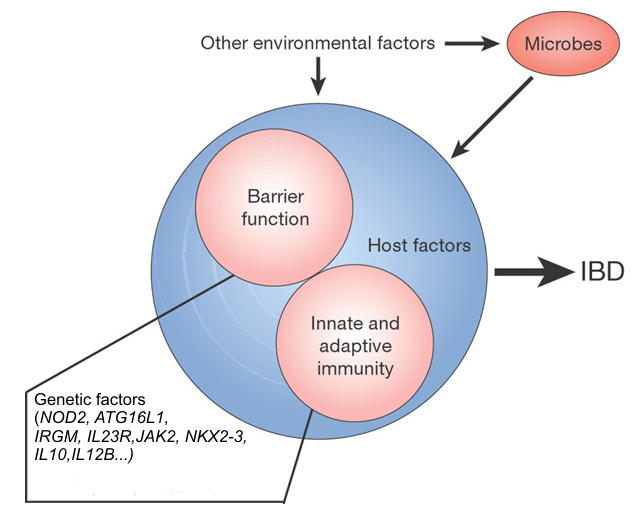 Other environmental factors
Microbes
Barrier
function
Host factors
IBD
Innate and
adaptive
immunity
Genetic factors
(NOD2, ATG16L1,
IRGM, IL23R,JAK2, NKX2-3,
IL10,IL12B...)